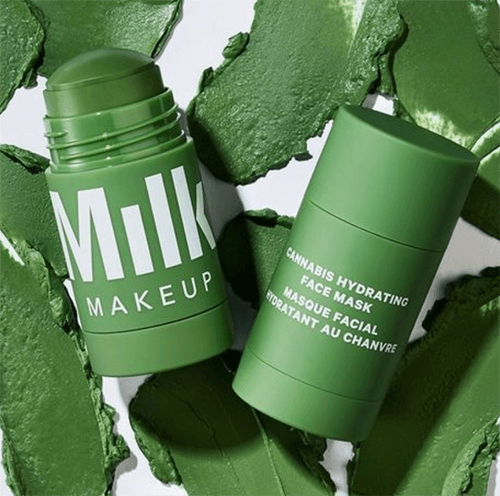 Milk
MAKEUP
CANNABIS HYDRATING
FACE MASK
MASQUE FACIAL
HYDRATANT AU CHANVRE